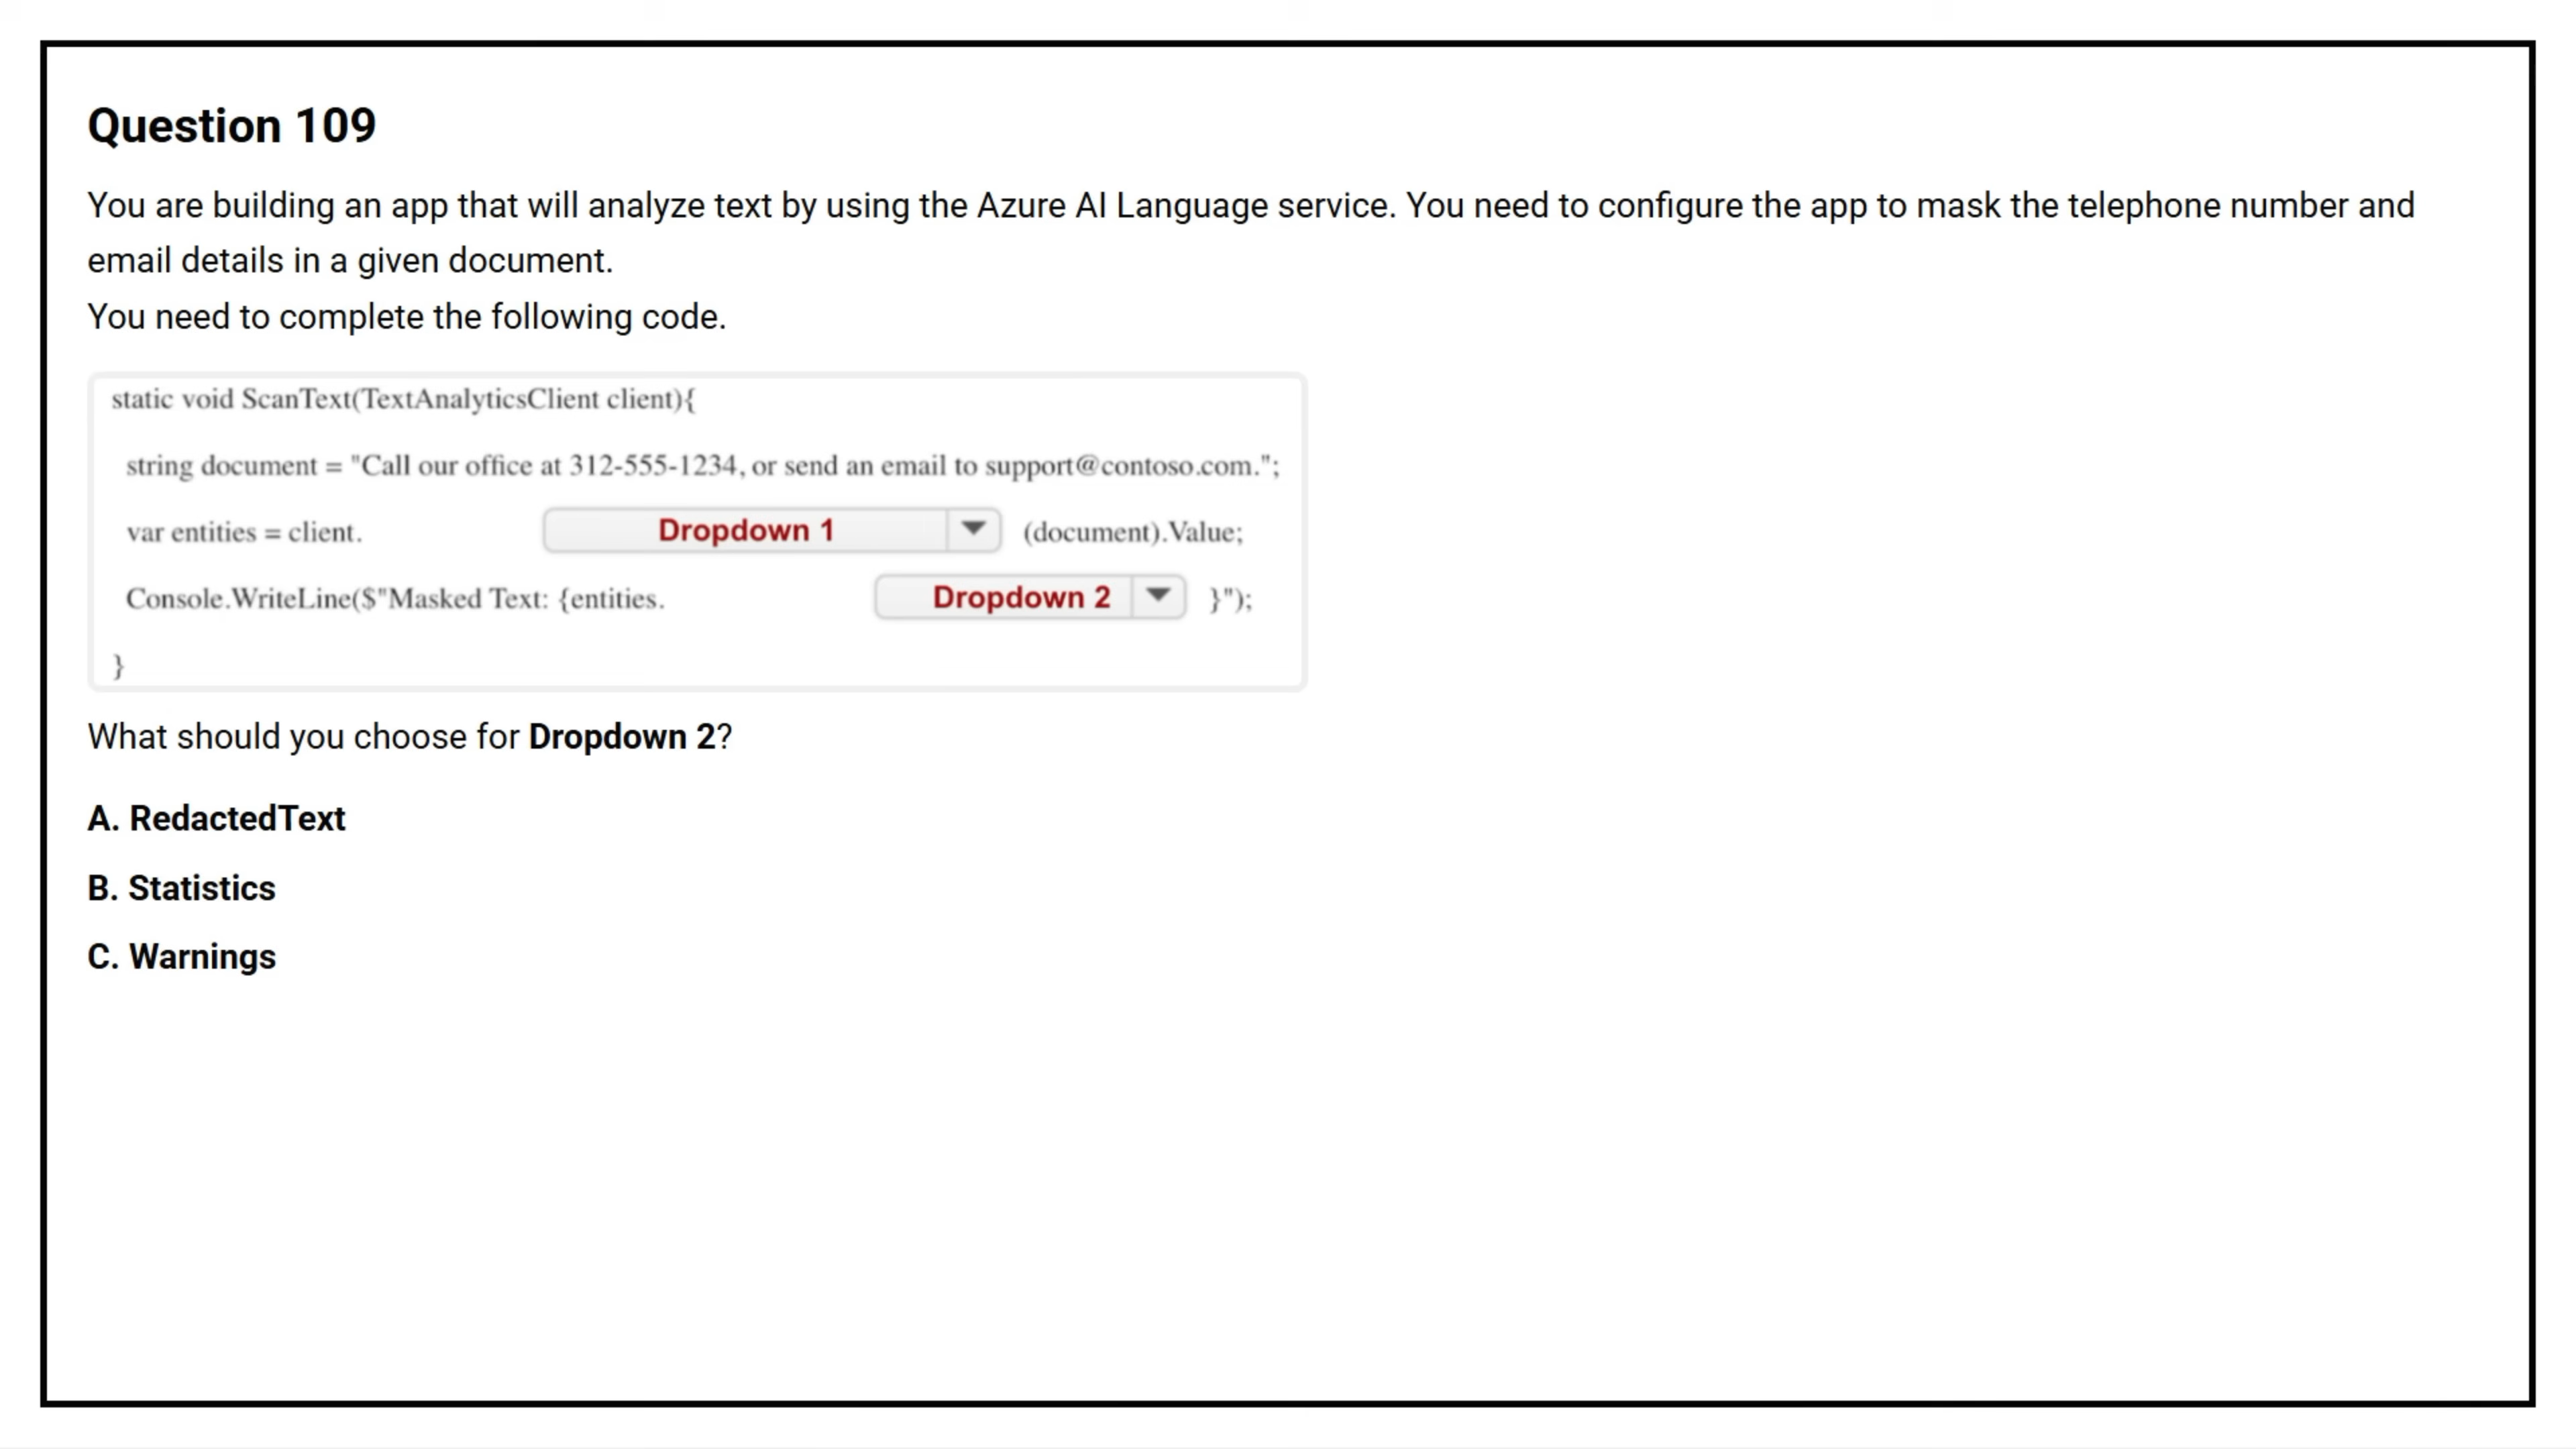 Question 109
You are building an app that will analyze text by using the Azure AI Language service. You need to configure the app to mask the telephone number and
email details in a given document.
You need to complete the following code.
static void ScanText(TextAnalyticsClient client){
string document = "Call our office at 312-555-1234, or send an email to support@contoso.com.";
var entities = client. Dropdown 1 (document).Value;
Console.WriteLine($"Masked Text: {entities. Dropdown 2 }");
}
What should you choose for Dropdown 2?
A. RedactedText
B. Statistics
C. Warnings